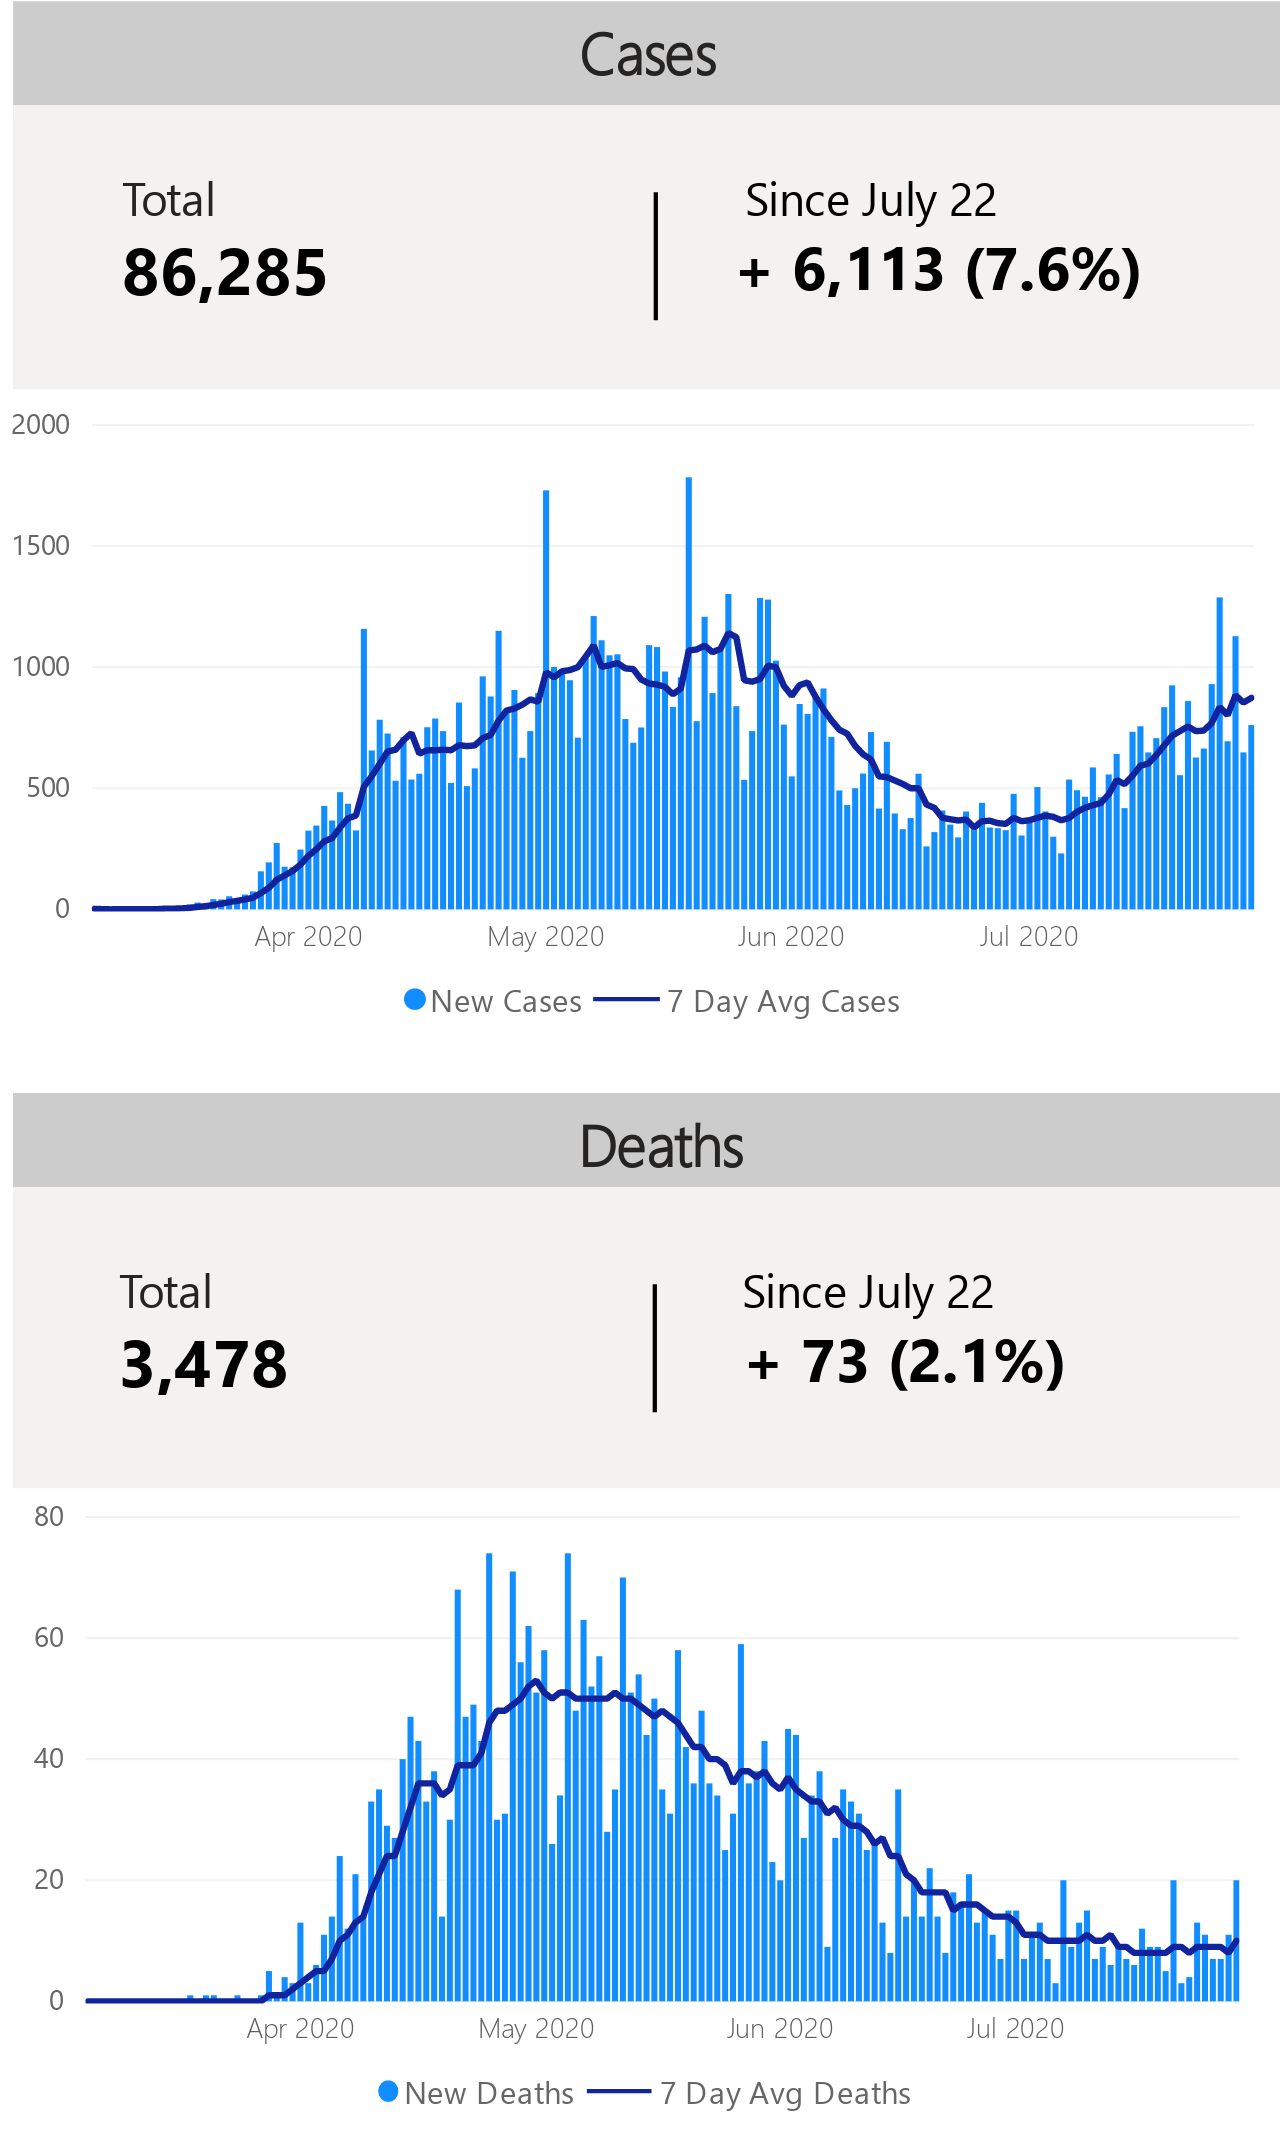 Cases
Total
Since July 22
86,285
+ 6,113 (7.6%)
2000
1500
1000
500
0
Apr 2020
May 2020
Jun 2020
Jul 2020
New Cases
7 Day Avg Cases
Deaths
Total
Since July 22
3,478
+ 73 (2.1%)
80
60
40
20
0
Apr 2020
May 2020
Jun 2020
Jul 2020
New Deaths
7 Day Avg Deaths